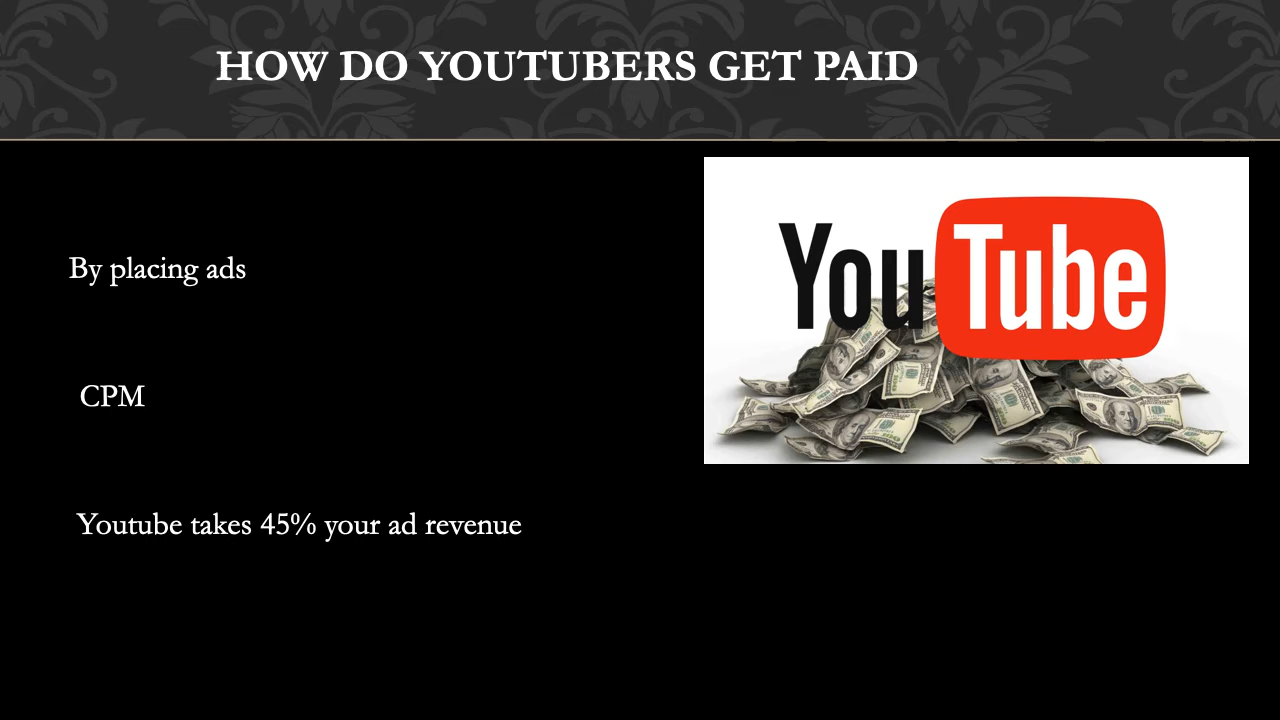 HOW DO YOUTUBERS GET PAID
By placing ads
CPM
Youtube takes 45% your ad revenue
YouTube